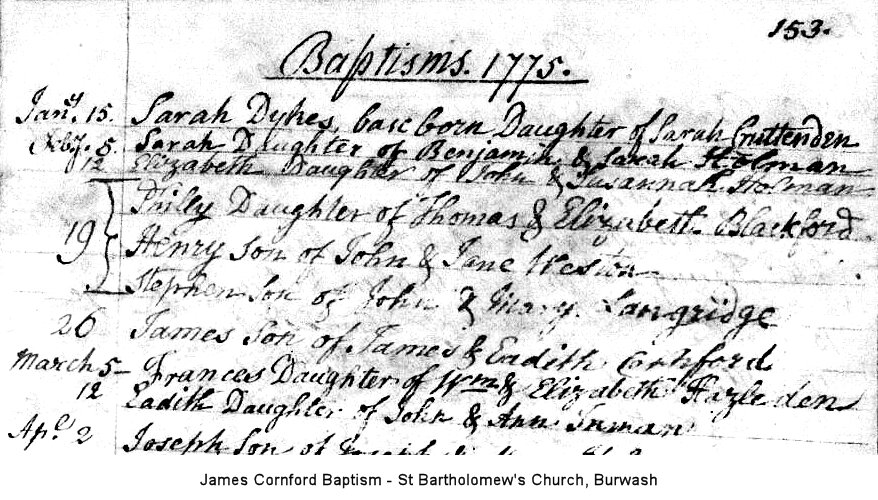 153.
Baptisms. 1775.
Jany. 15. Sarah Dykes, base born Daughter of Sarah Cruttenden
Feby. 5. Sarah Daughter of Benjamin & Sarah Holman
12 Elizabeth Daughter of John & Susannah Holman
Philly Daughter of Thomas & Elizabeth Blackford
19 Henry Son of John & Jane Weston
Stephen Son of John & Mary Langridge
26 James Son of James & Eadith Cornford
March 5 Frances Daughter of Wm & Elizabeth Hazleden
12 Eadith Daughter of John & Ann Inman
Apl. 2 Joseph Son of Joseph &
James Cornford Baptism - St Bartholomew's Church, Burwash